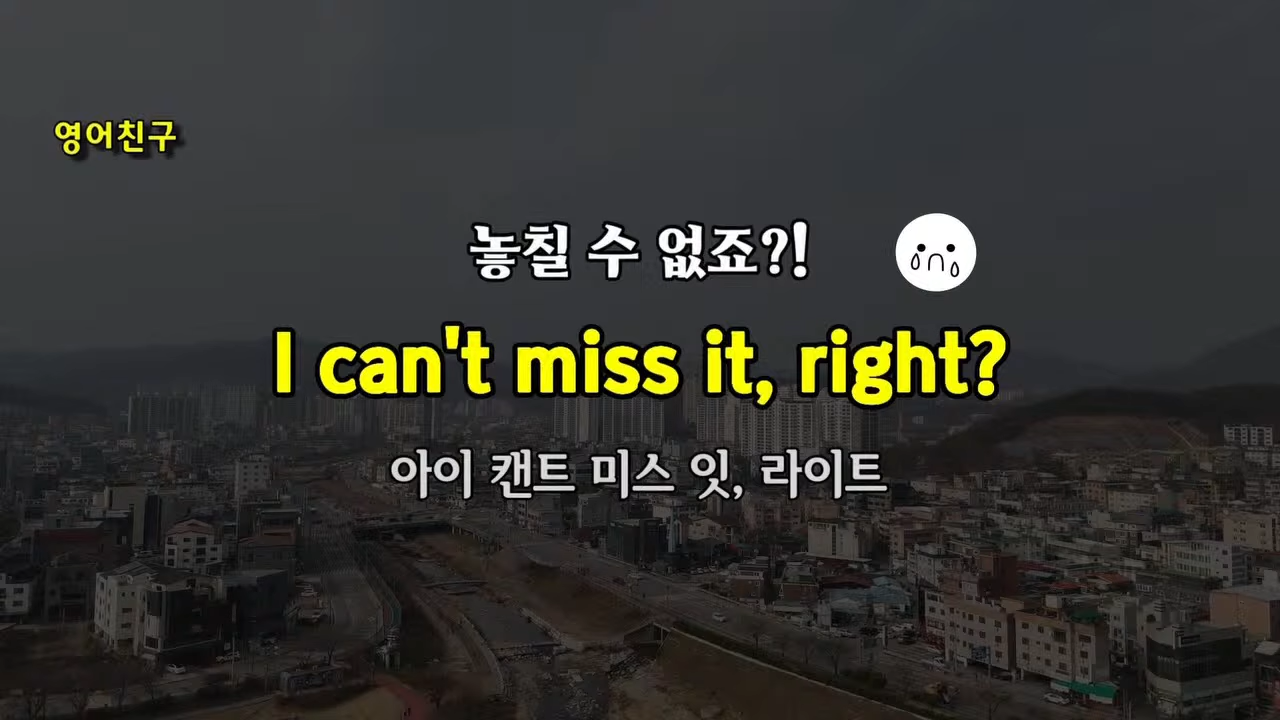 영어친구
놓칠 수 없죠?!
I can't miss it, right?
아이 캔트 미스 잇, 라이트